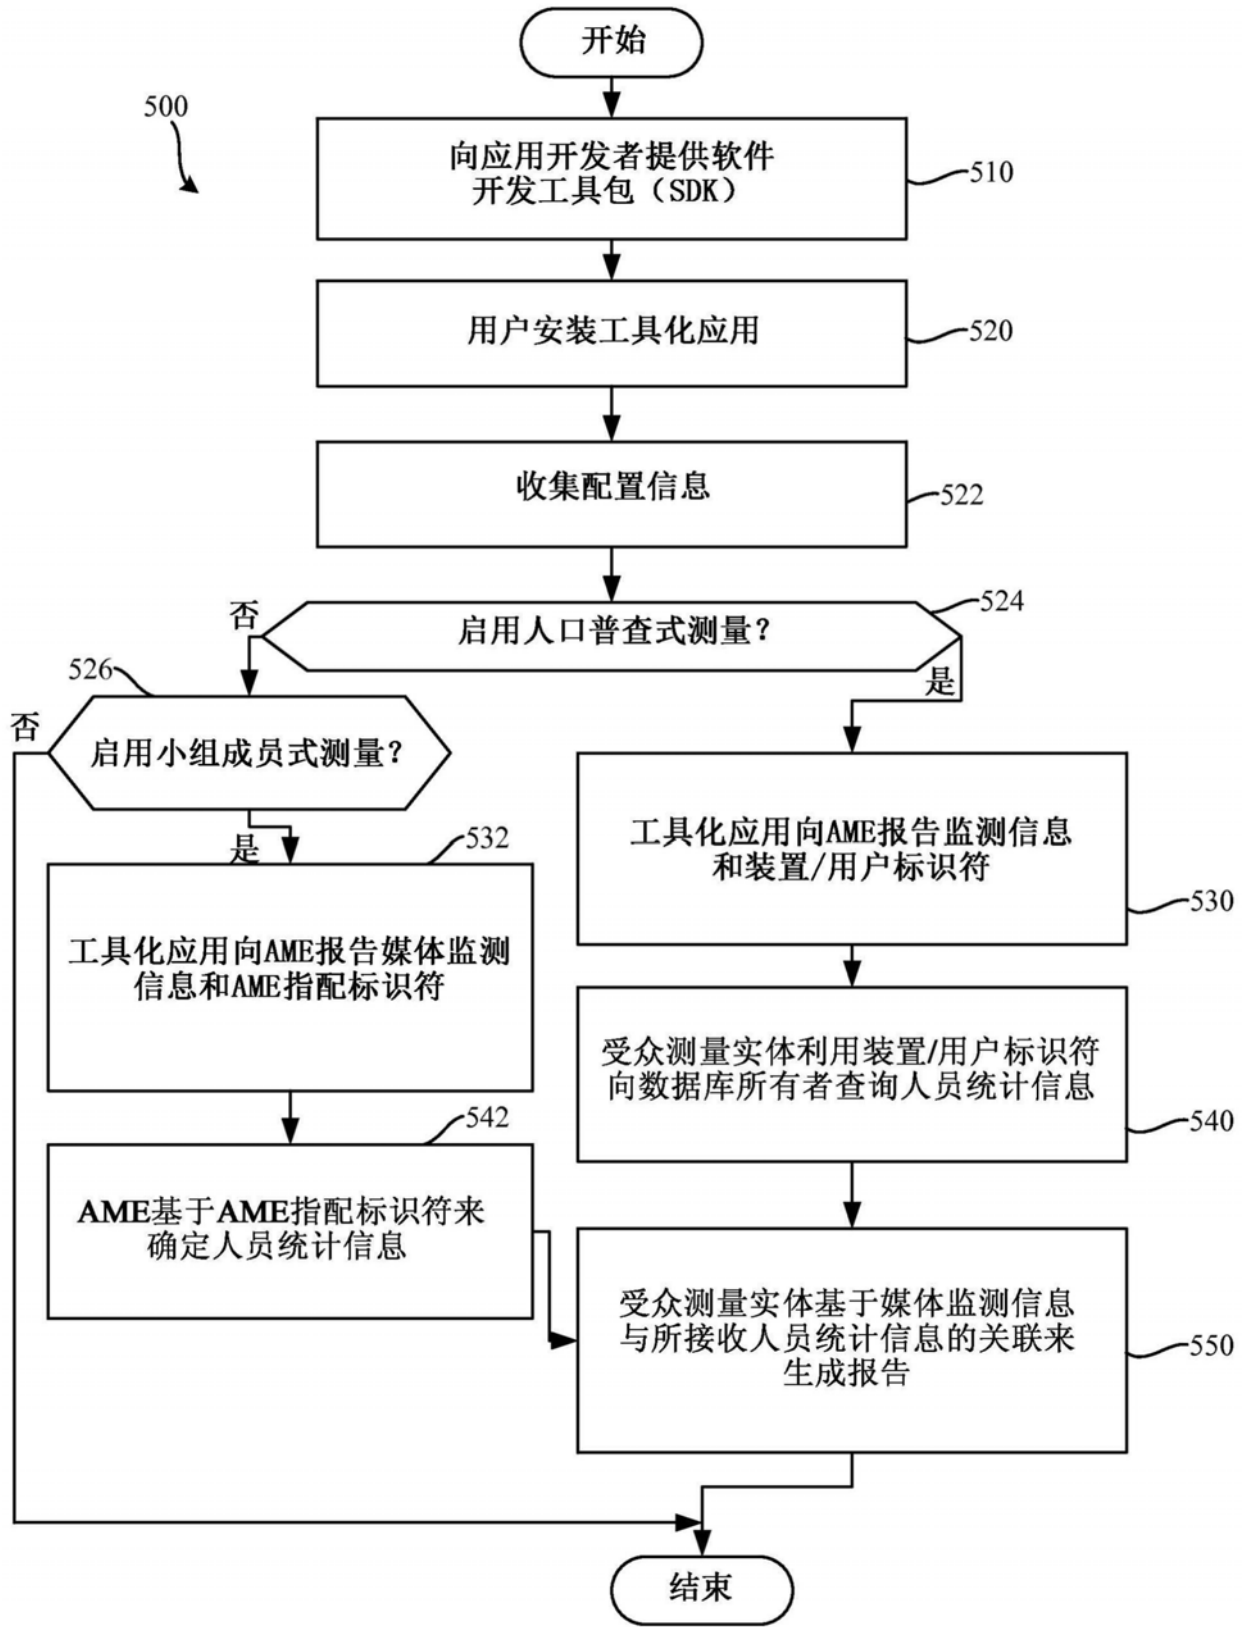 开始
500
向应用开发者提供软件
开发工具包（SDK）
510
用户安装工具化应用
520
收集配置信息
522
启用人口普查式测量？
524
否
是
526
启用小组成员式测量？
否
是
532
工具化应用向AME报告媒体监测
信息和AME指配标识符
工具化应用向AME报告监测信息
和装置/用户标识符
530
受众测量实体利用装置/用户标识符
向数据库所有者查询人员统计信息
540
542
AME基于AME指配标识符来
确定人员统计信息
受众测量实体基于媒体监测信息
与所接收人员统计信息的关联来
生成报告
550
结束